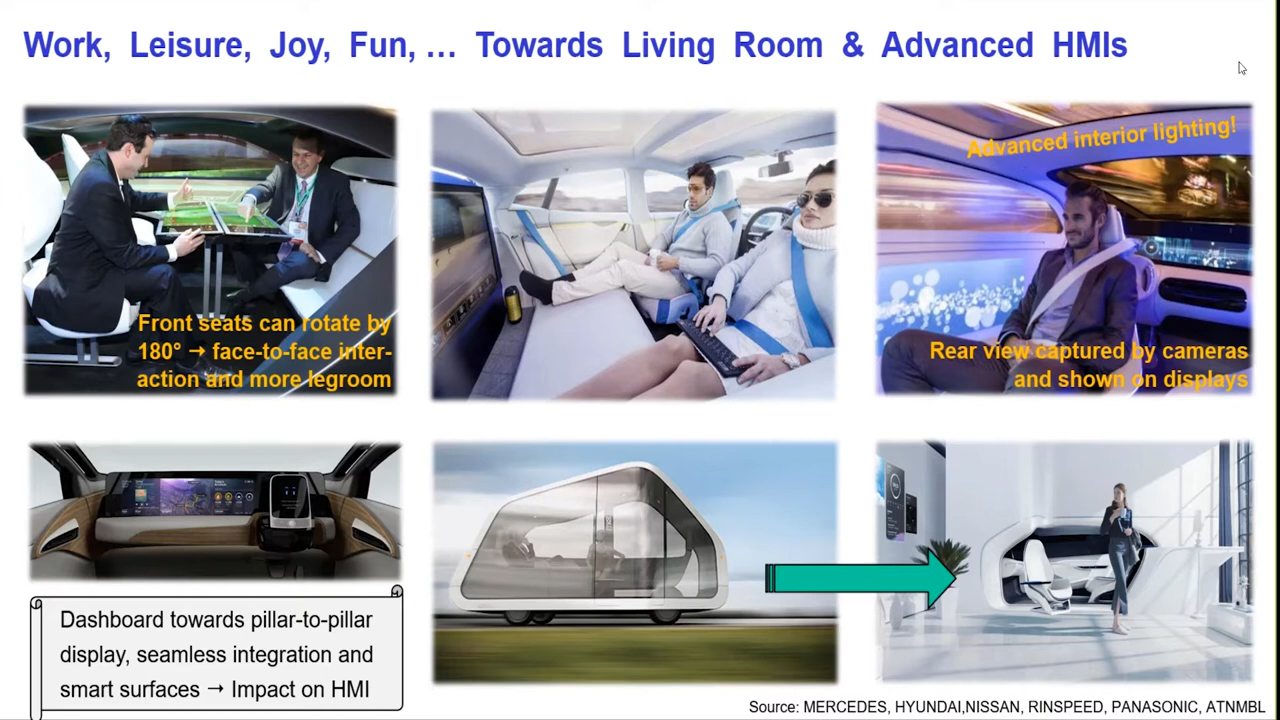 Work, Leisure, Joy, Fun, … Towards Living Room & Advanced HMIs
Front seats can rotate by
180° → face-to-face inter-
action and more legroom
Advanced interior lighting!
Rear view captured by cameras
and shown on displays
Dashboard towards pillar-to-pillar
display, seamless integration and
smart surfaces → Impact on HMI
Source: MERCEDES, HYUNDAI,NISSAN, RINSPEED, PANASONIC, ATNMBL